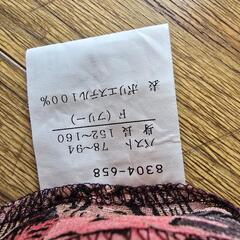 8304-658
バスト 78~94
身 長 152~160
ド (フリー)
表 ポリエステル100%